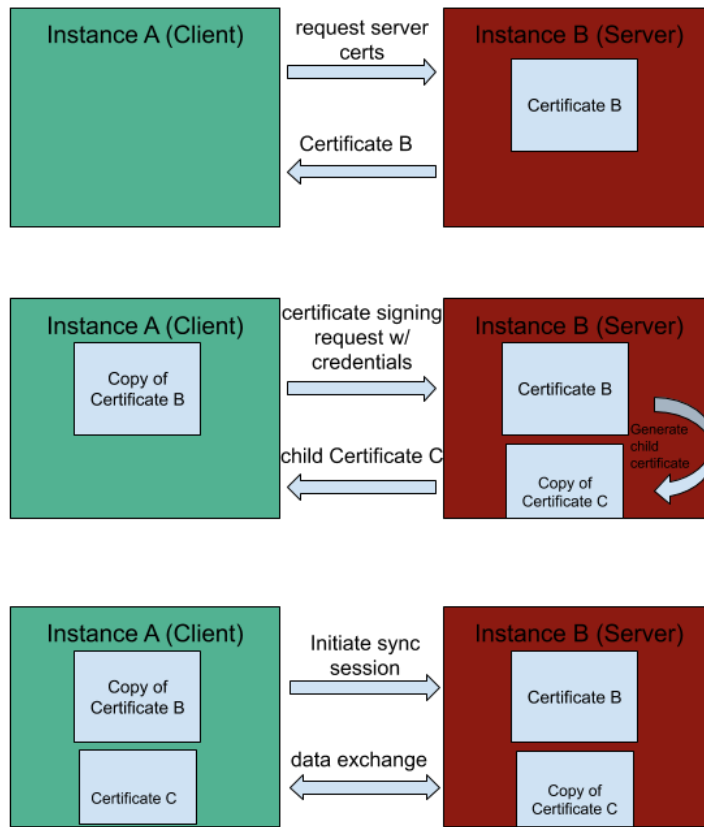 Instance A (Client)
request server
certs
Instance B (Server)
Certificate B
Certificate B
Instance A (Client)
Copy of
Certificate B
certificate signing
request w/
credentials
child Certificate C
Instance B (Server)
Certificate B
Generate
child
certificate
Copy of
Certificate C
Instance A (Client)
Copy of
Certificate B
Certificate C
Initiate sync
session
data exchange
Instance B (Server)
Certificate B
Copy of
Certificate C